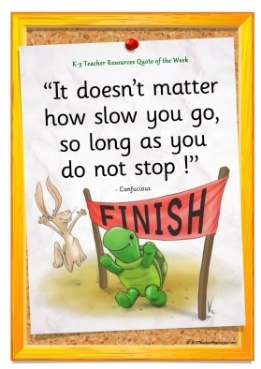 K-3 Teacher Resources Quote of the Week
“It doesn’t matter
how slow you go,
so long as you
do not stop !”
- Confucious
FINISH